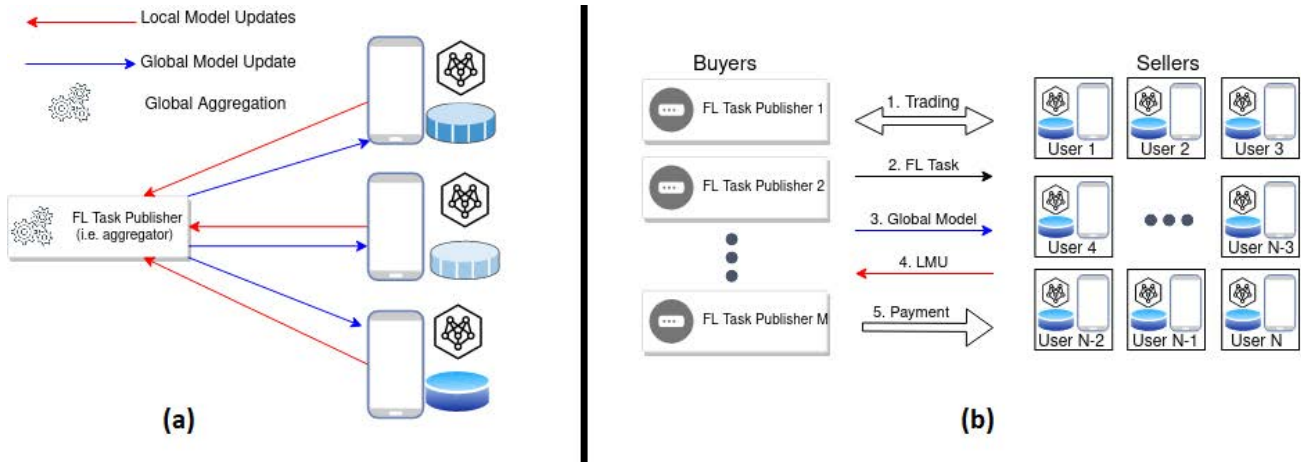 Local Model Updates
Global Model Update
Global Aggregation
FL Task Publisher
(i.e. aggregator)
(a)
Buyers
FL Task Publisher 1
FL Task Publisher 2
FL Task Publisher M
1. Trading
2. FL Task
3. Global Model
4. LMU
5. Payment
Sellers
User 1
User 2
User 3
User 4
User N-3
User N-2
User N-1
User N
(b)